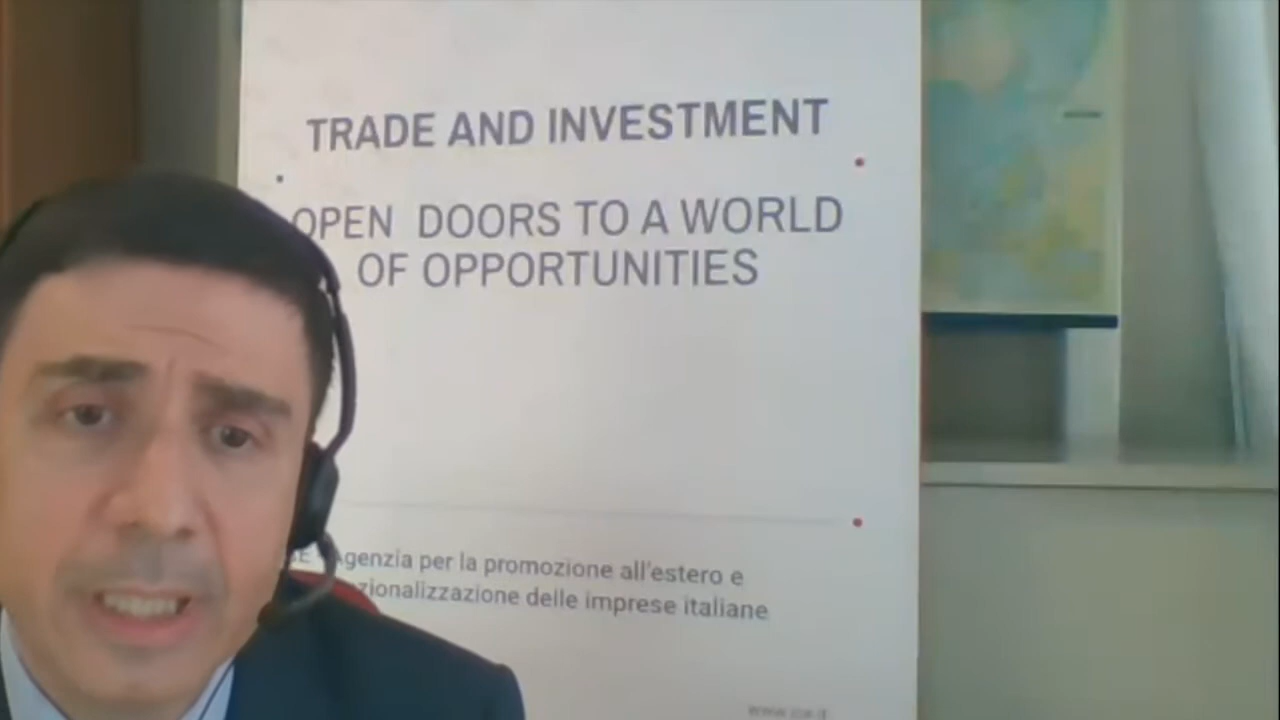 TRADE AND INVESTMENT
OPEN DOORS TO A WORLD
OF OPPORTUNITIES
Agenzia per la promozione all'estero e
zionalizzazione delle imprese italiane